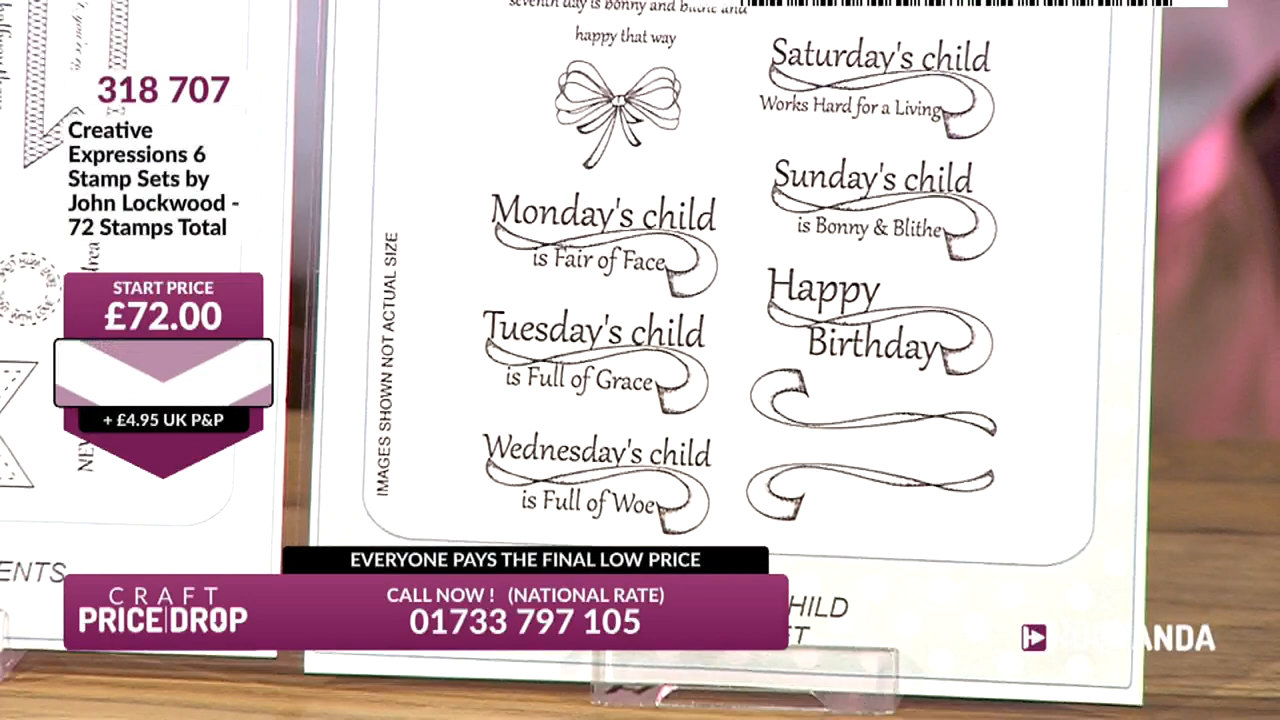 318 707
Creative
Expressions 6
Stamp Sets by
John Lockwood -
72 Stamps Total
START PRICE
£72.00
+ £4.95 UK P&P
seventh day is bonny and blithe and
happy that way
Monday's child
is Fair of Face
Tuesday's child
is Full of Grace
Wednesday's child
is Full of Woe
Saturday's child
Works Hard for a Living
Sunday's child
is Bonny & Blithe
Happy
Birthday
IMAGES SHOWN NOT ACTUAL SIZE
EVERYONE PAYS THE FINAL LOW PRICE
CRAFT
PRICE DROP
CALL NOW ! (NATIONAL RATE)
01733 797 105